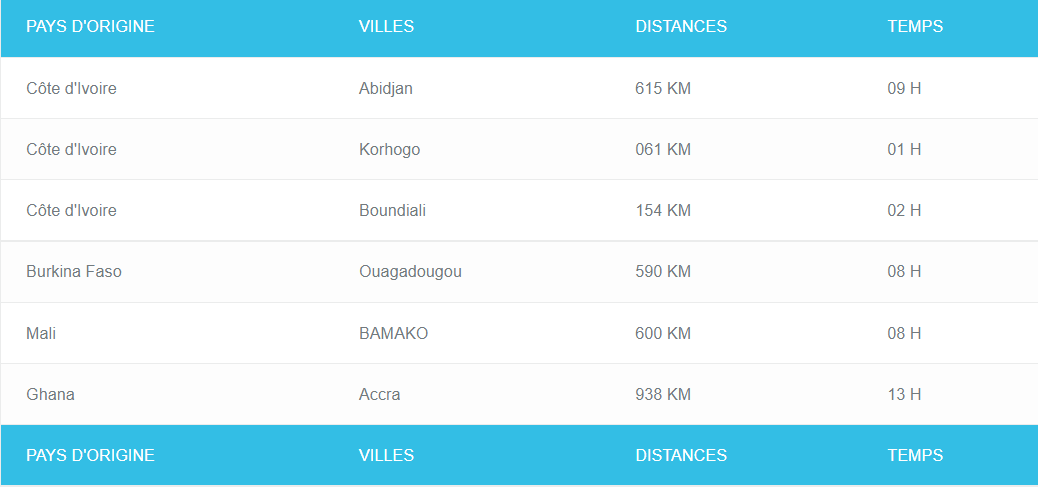 PAYS D'ORIGINE VILLES DISTANCES TEMPS
Côte d'Ivoire Abidjan 615 KM 09 H
Côte d'Ivoire Korhogo 061 KM 01 H
Côte d'Ivoire Boundiali 154 KM 02 H
Burkina Faso Ouagadougou 590 KM 08 H
Mali BAMAKO 600 KM 08 H
Ghana Accra 938 KM 13 H
PAYS D'ORIGINE VILLES DISTANCES TEMPS